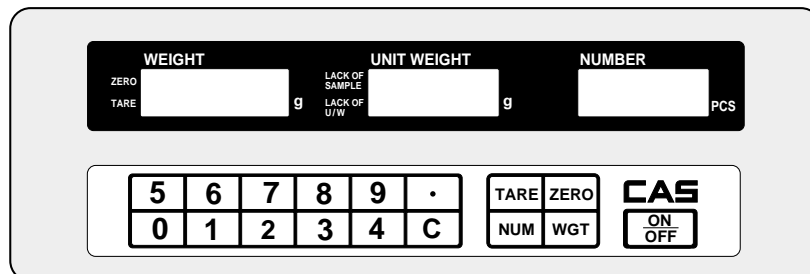 WEIGHT UNIT WEIGHT NUMBER
ZERO LACK OF SAMPLE
TARE g LACK OF U/W g PCS
5 6 7 8 9 · TARE ZERO CAS
0 1 2 3 4 C NUM WGT ON OFF